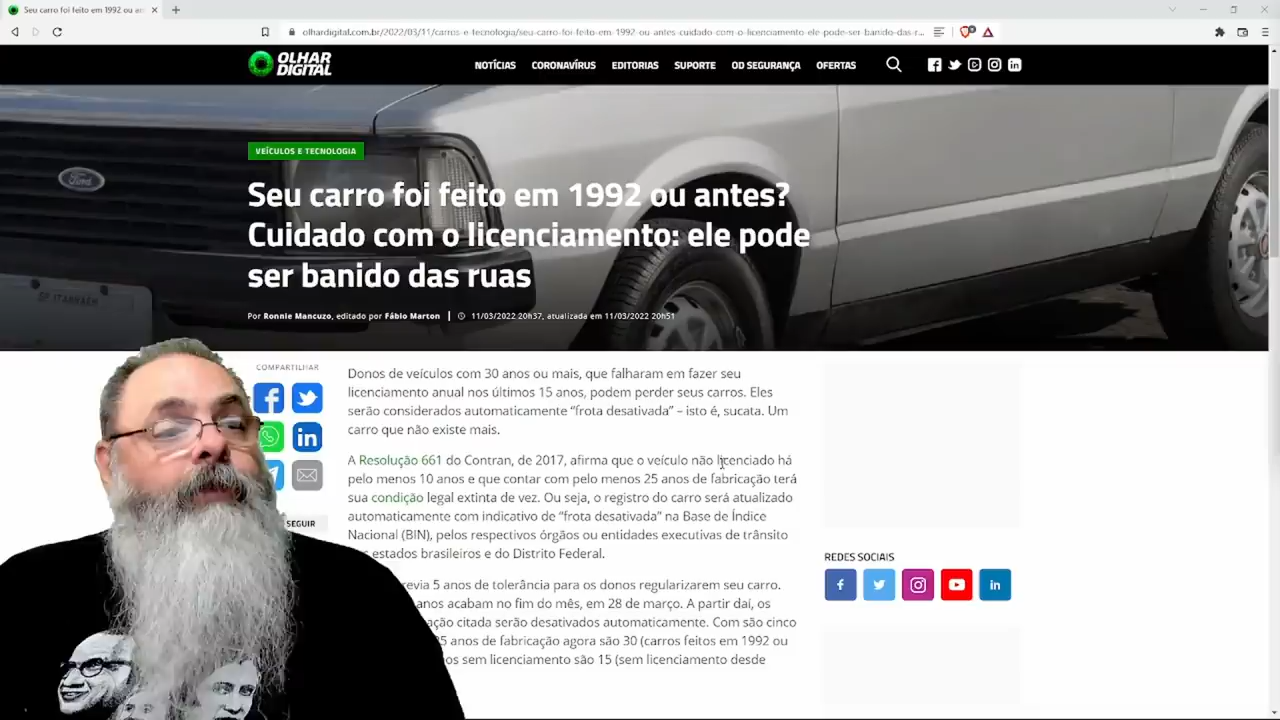 Seu carro foi feito em 1992 ou an
olhardigital.com.br/2022/03/11/carros-e-tecnologia/seu-carro-foi-feito-em-1992-ou-antes-cuidado-com-o-licenciamento-ele-pode-ser-banido-das-r...
OLHAR
DIGITAL
NOTÍCIAS CORONAVÍRUS EDITORIAS SUPORTE OD SEGURANÇA OFERTAS
VEÍCULOS E TECNOLOGIA
Ford
Seu carro foi feito em 1992 ou antes?
Cuidado com o licenciamento: ele pode
ser banido das ruas
Por Ronnie Mancuzo, editado por Fábio Marton | 11/03/2022 20h37, atualizada em 11/03/2022 20h51
COMPARTILHAR
SEGUIR
Donos de veículos com 30 anos ou mais, que falharam em fazer seu
licenciamento anual nos últimos 15 anos, podem perder seus carros. Eles
serão considerados automaticamente “frota desativada” – isto é, sucata. Um
carro que não existe mais.
A Resolução 661 do Contran, de 2017, afirma que o veículo não licenciado há
pelo menos 10 anos e que contar com pelo menos 25 anos de fabricação terá
sua condição legal extinta de vez. Ou seja, o registro do carro será atualizado
automaticamente com indicativo de “frota desativada” na Base de Índice
Nacional (BIN), pelos respectivos órgãos ou entidades executivas de trânsito
estados brasileiros e do Distrito Federal.
revia 5 anos de tolerância para os donos regularizarem seu carro.
anos acabam no fim do mês, em 28 de março. A partir daí, os
ação citada serão desativados automaticamente. Com são cinco
25 anos de fabricação agora são 30 (carros feitos em 1992 ou
os sem licenciamento são 15 (sem licenciamento desde
REDES SOCIAIS